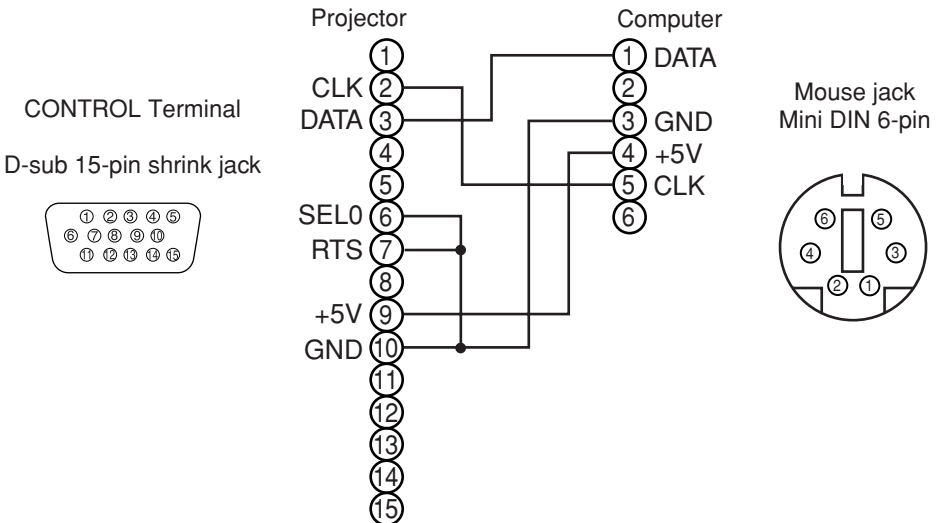 Projector
Computer
CONTROL Terminal
D-sub 15-pin shrink jack
① ② ③ ④ ⑤
⑥ ⑦ ⑧ ⑨ ⑩
⑪ ⑫ ⑬ ⑭ ⑮
1
CLK 2
DATA 3
4
5
SEL0 6
RTS 7
8
+5V 9
GND 10
11
12
13
14
15
1 DATA
2
3 GND
4 +5V
5 CLK
6
Mouse jack
Mini DIN 6-pin
⑥ ⑤
④ ③
② ①